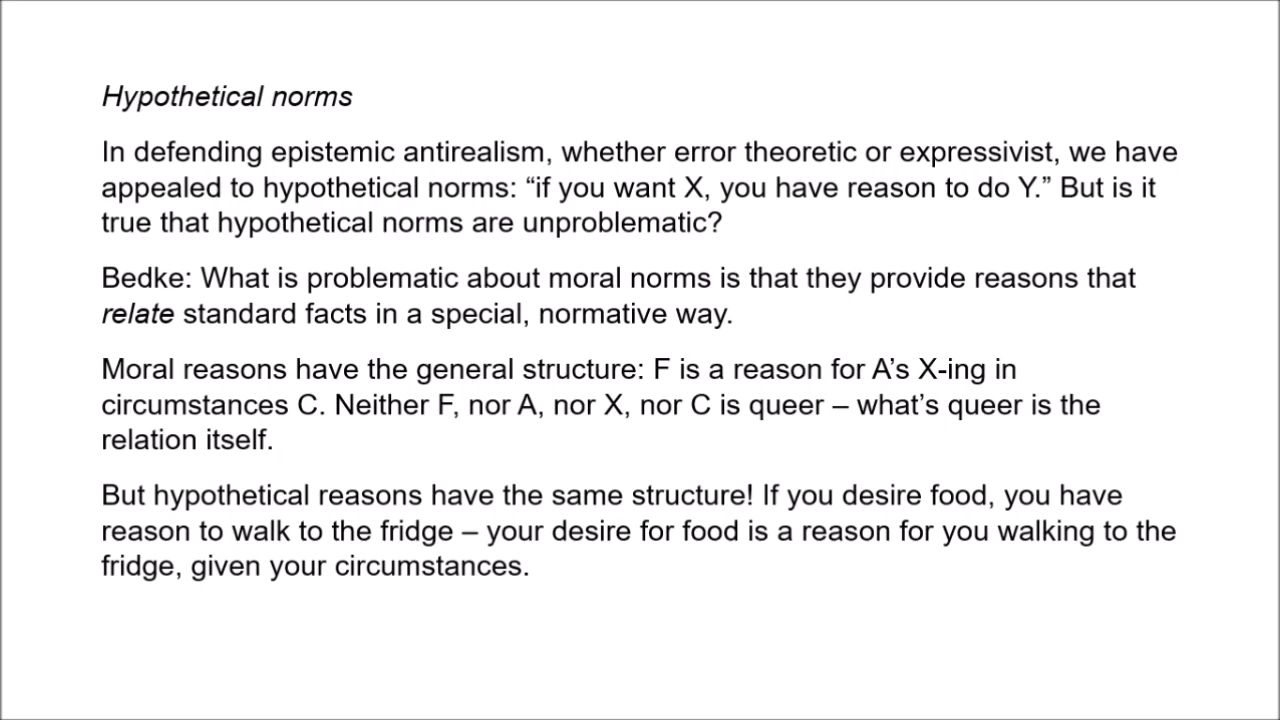 Hypothetical norms
In defending epistemic antirealism, whether error theoretic or expressivist, we have
appealed to hypothetical norms: “if you want X, you have reason to do Y.” But is it
true that hypothetical norms are unproblematic?
Bedke: What is problematic about moral norms is that they provide reasons that
relate standard facts in a special, normative way.
Moral reasons have the general structure: F is a reason for A’s X-ing in
circumstances C. Neither F, nor A, nor X, nor C is queer – what’s queer is the
relation itself.
But hypothetical reasons have the same structure! If you desire food, you have
reason to walk to the fridge – your desire for food is a reason for you walking to the
fridge, given your circumstances.